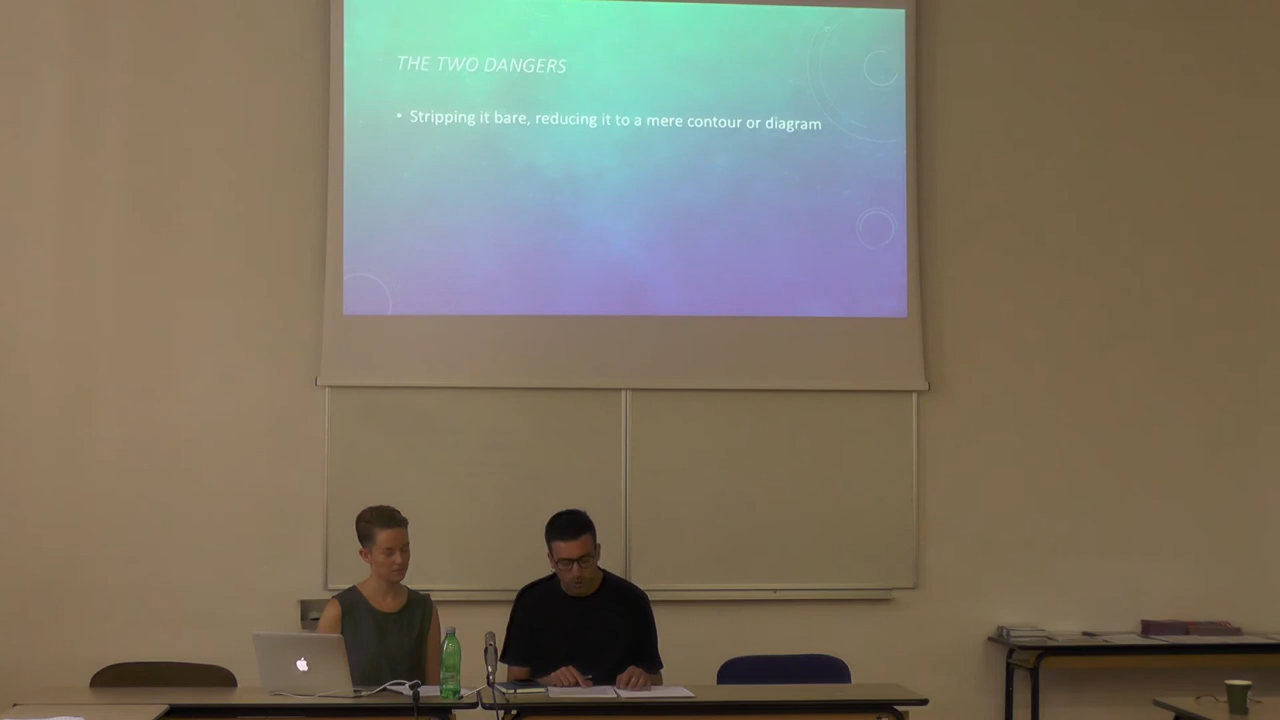 THE TWO DANGERS
• Stripping it bare, reducing it to a mere contour or diagram